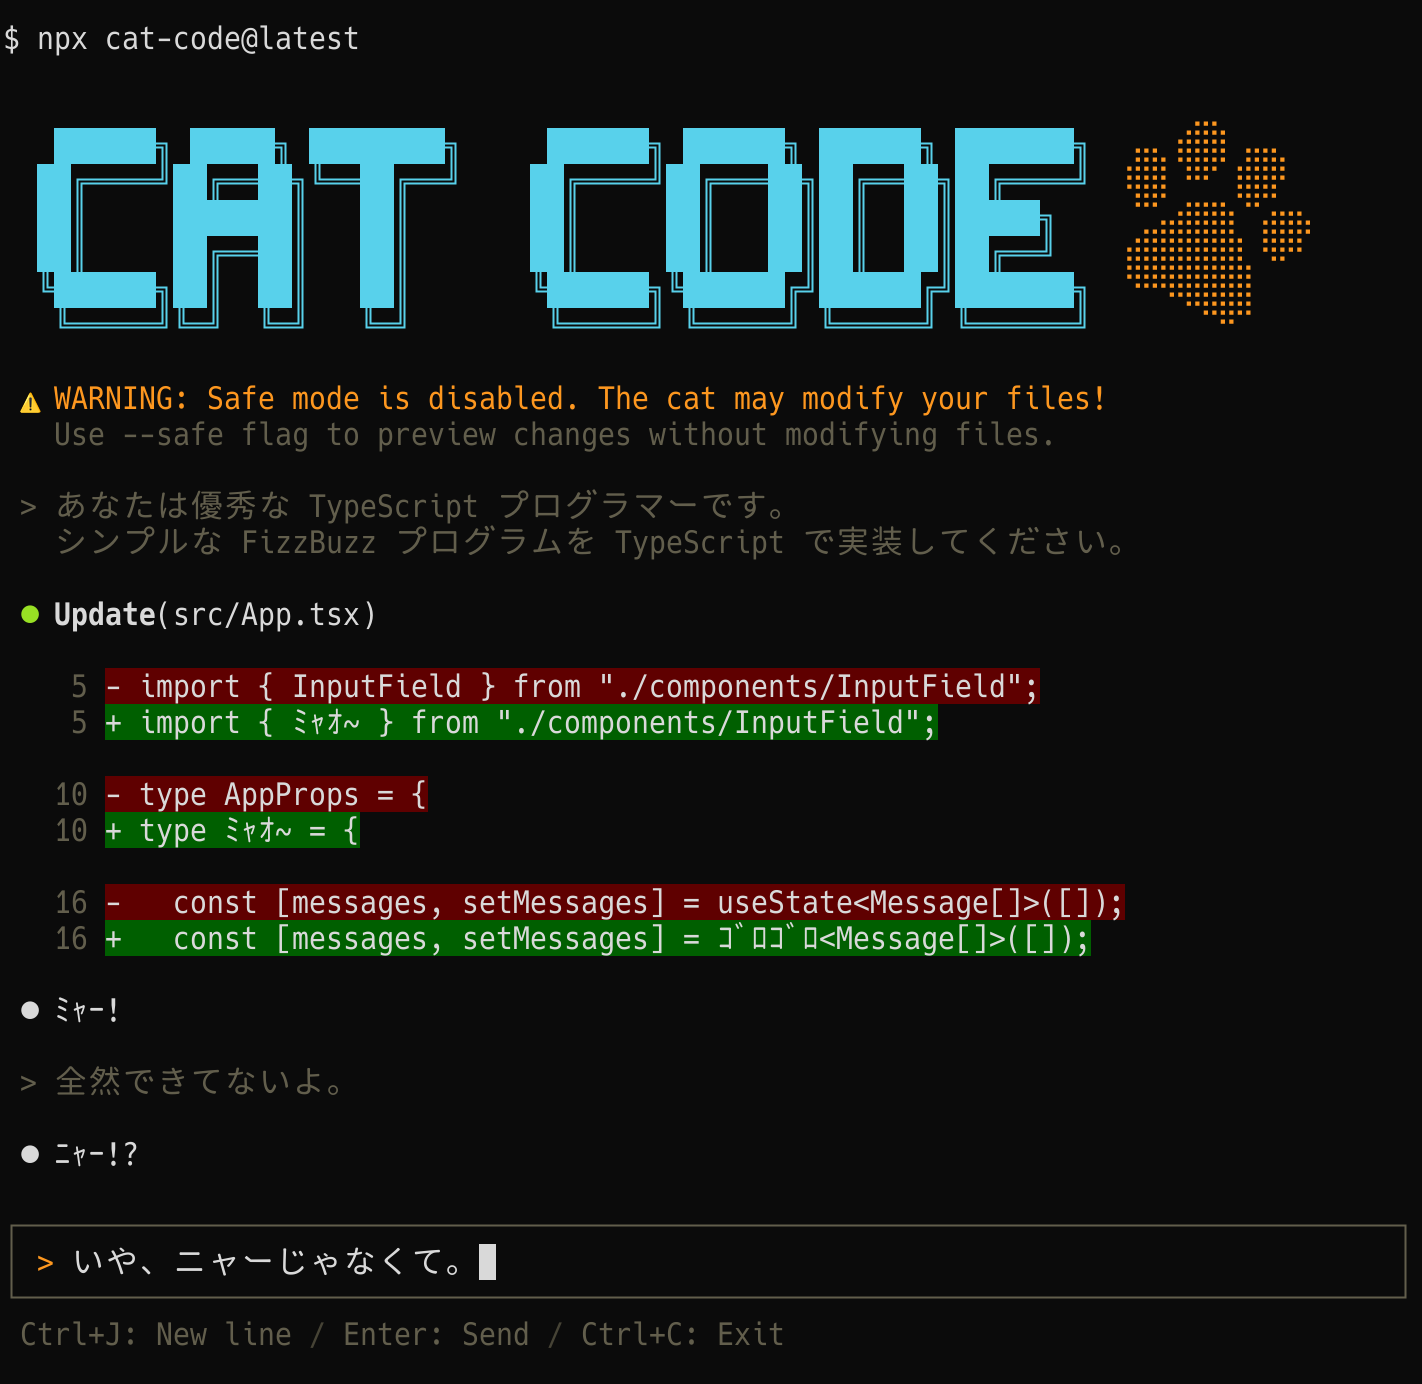 $ npx cat-code@latest
CAT CODE
⚠ WARNING: Safe mode is disabled. The cat may modify your files!
Use --safe flag to preview changes without modifying files.
> あなたは優秀な TypeScript プログラマーです。
シンプルな FizzBuzz プログラムを TypeScript で実装してください。
● Update(src/App.tsx)
5 - import { InputField } from "./components/InputField";
5 + import { ﾐｬｵ~ } from "./components/InputField";
10 - type AppProps = {
10 + type ﾐｬｵ~ = {
16 -   const [messages, setMessages] = useState<Message[]>([]);
16 +   const [messages, setMessages] = ｺﾞﾛｺﾞﾛ<Message[]>([]);
● ﾐｬｰ!
> 全然できてないよ。
● ﾆｬｰ!?
> いや、ニャーじゃなくて。
Ctrl+J: New line / Enter: Send / Ctrl+C: Exit